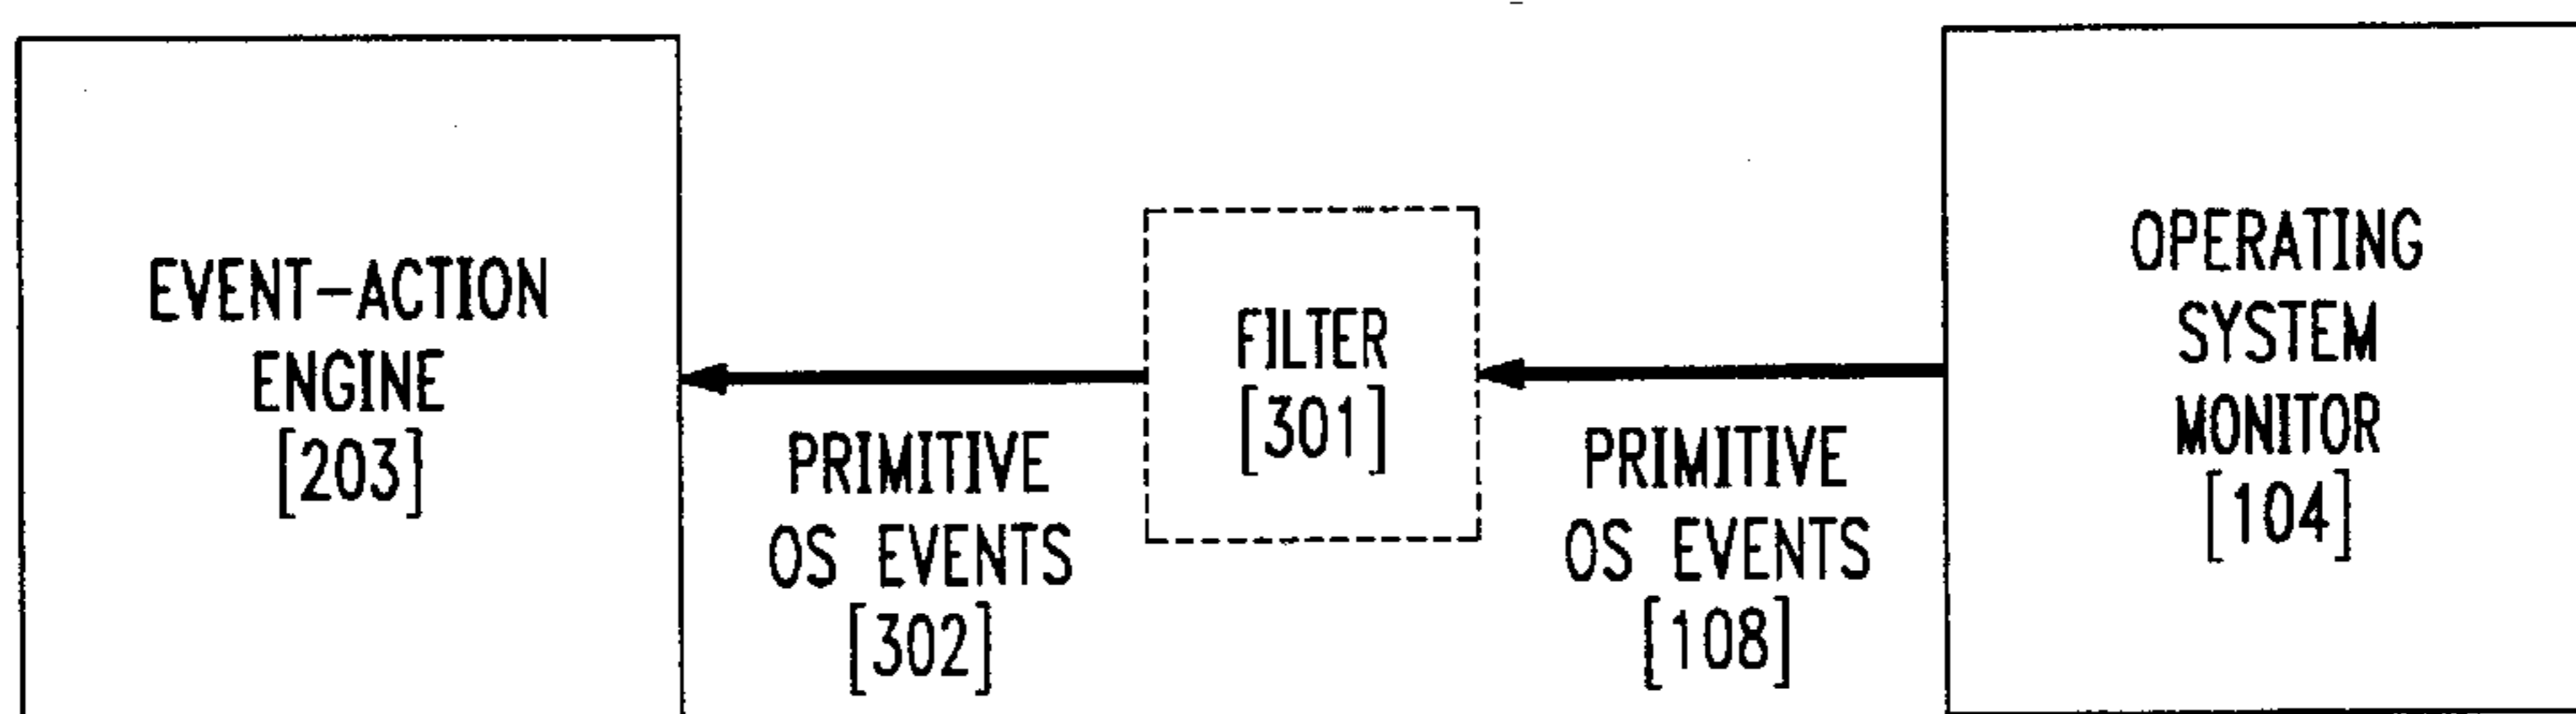 EVENT-ACTION
ENGINE
[203]
PRIMITIVE
OS EVENTS
[302]
FILTER
[301]
PRIMITIVE
OS EVENTS
[108]
OPERATING
SYSTEM
MONITOR
[104]